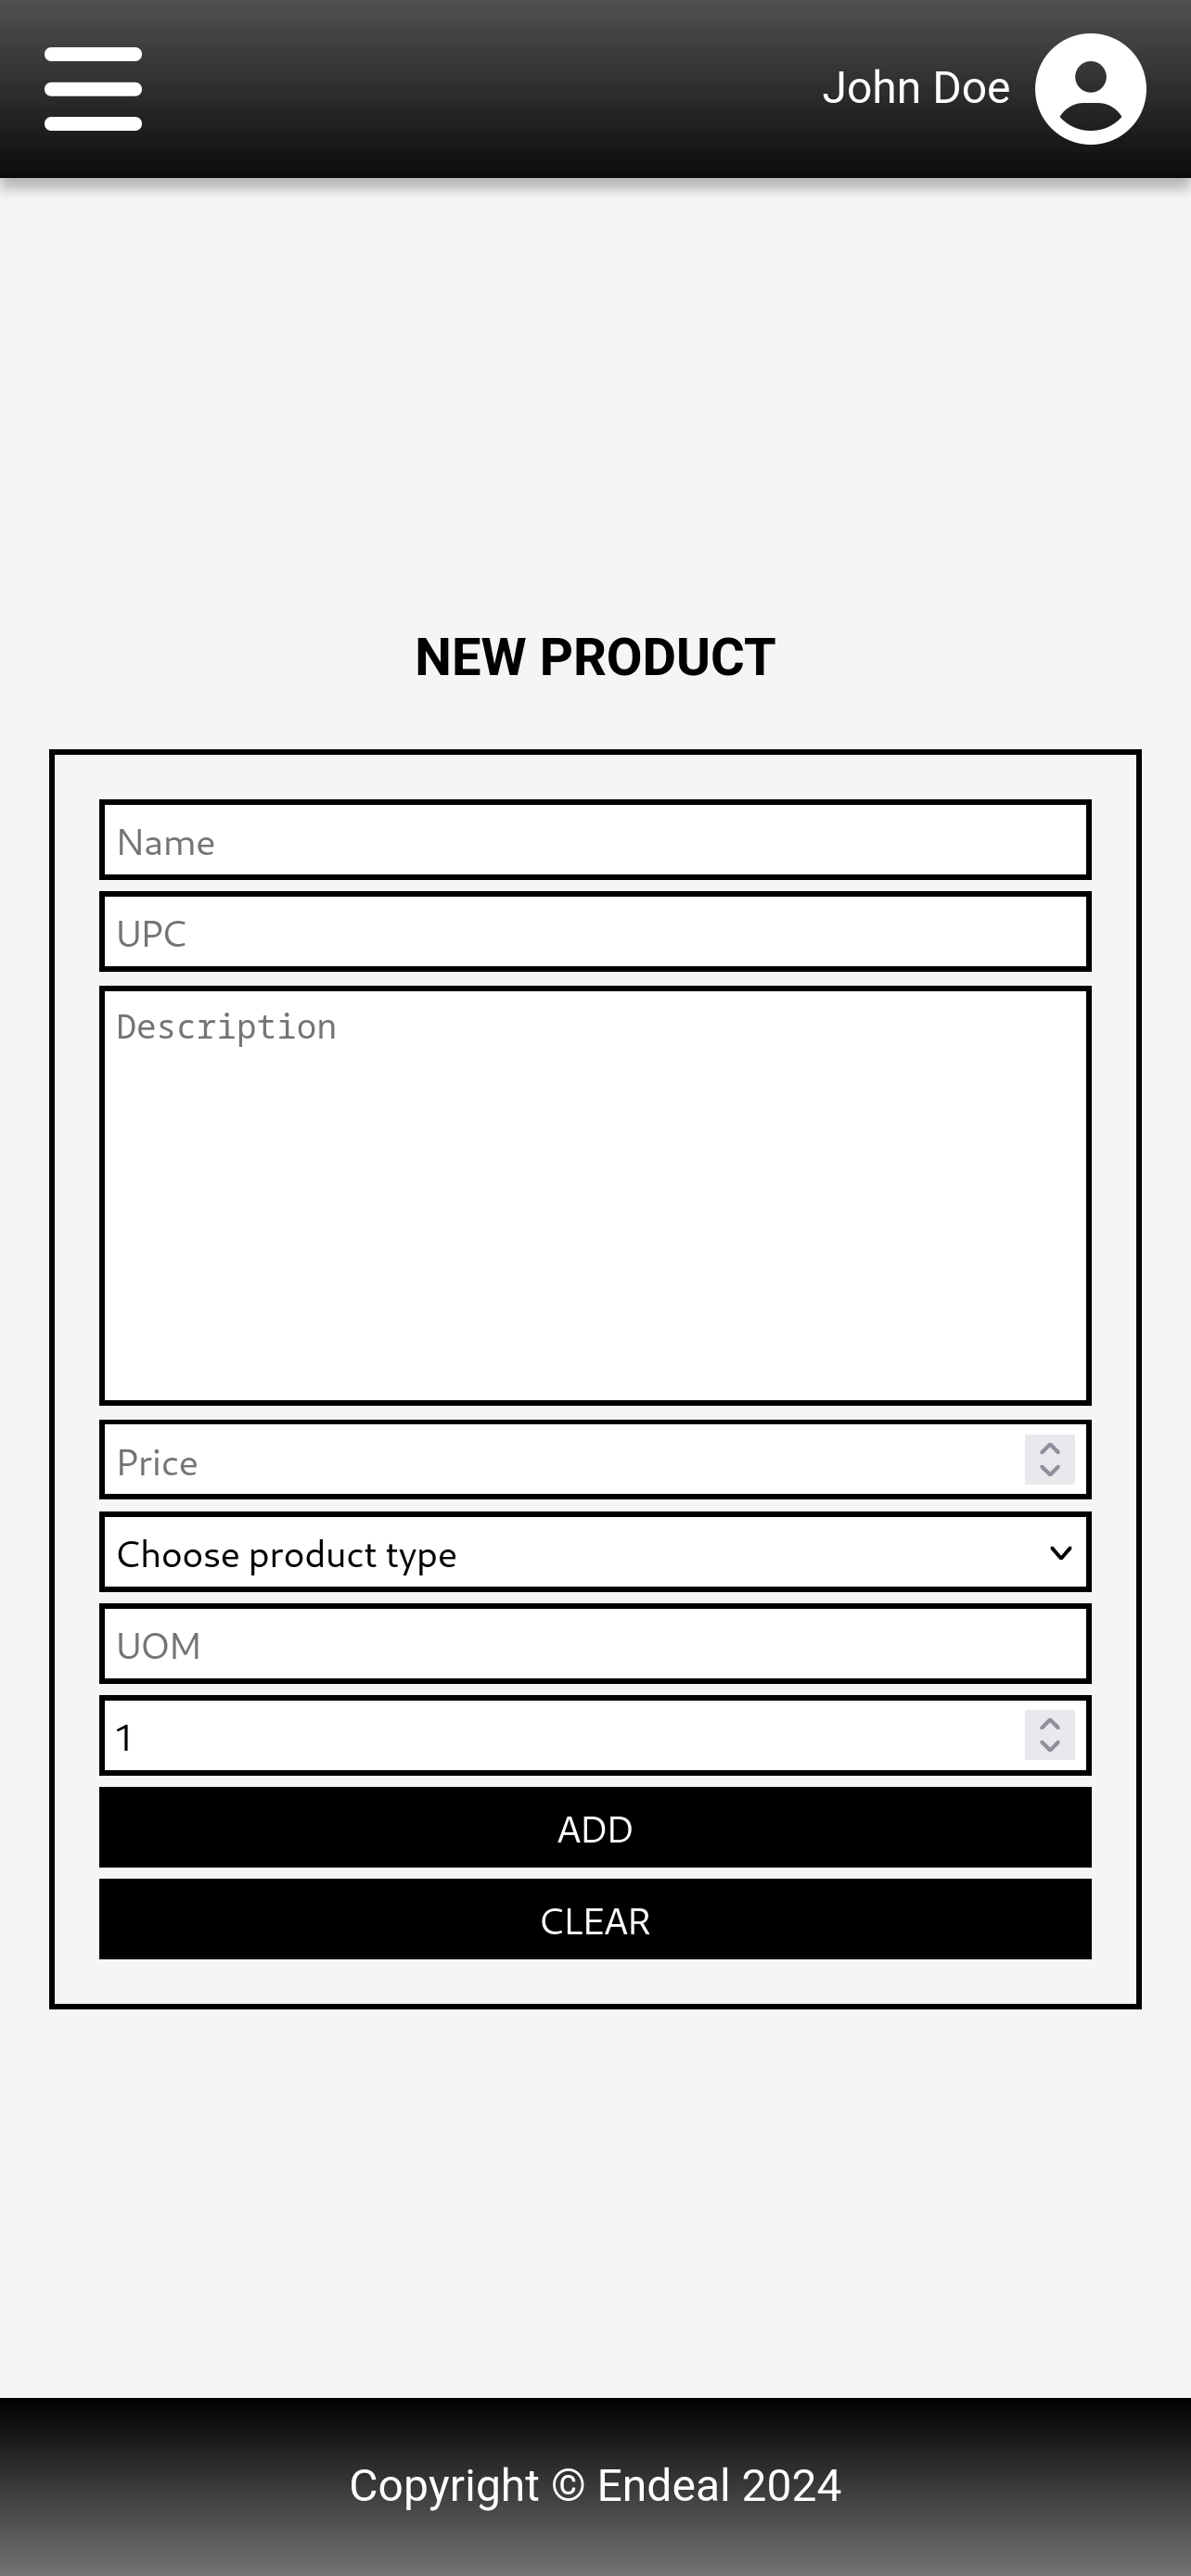 John Doe
NEW PRODUCT
Name
UPC
Description
Price
Choose product type
UOM
1
ADD
CLEAR
Copyright © Endeal 2024